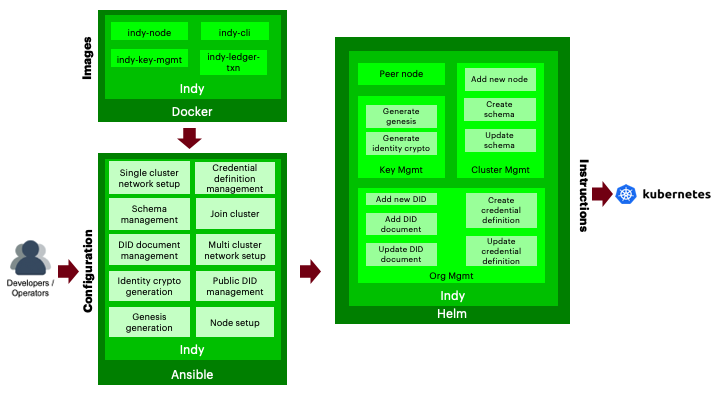 Images
indy-node
indy-cli
indy-key-mgmt
indy-ledger-
txn
Indy
Docker
Developers /
Operators
Configuration
Single cluster
network setup
Credential
definition
management
Schema
management
Join cluster
DID document
management
Multi cluster
network setup
Identity crypto
generation
Public DID
management
Genesis
generation
Node setup
Indy
Ansible
Peer node
Generate
genesis
Generate
identity crypto
Key Mgmt
Add new node
Create
schema
Update
schema
Cluster Mgmt
Add new DID
Add DID
document
Update DID
document
Create
credential
definition
Update
credential
definition
Org Mgmt
Indy
Helm
Instructions
kubernetes